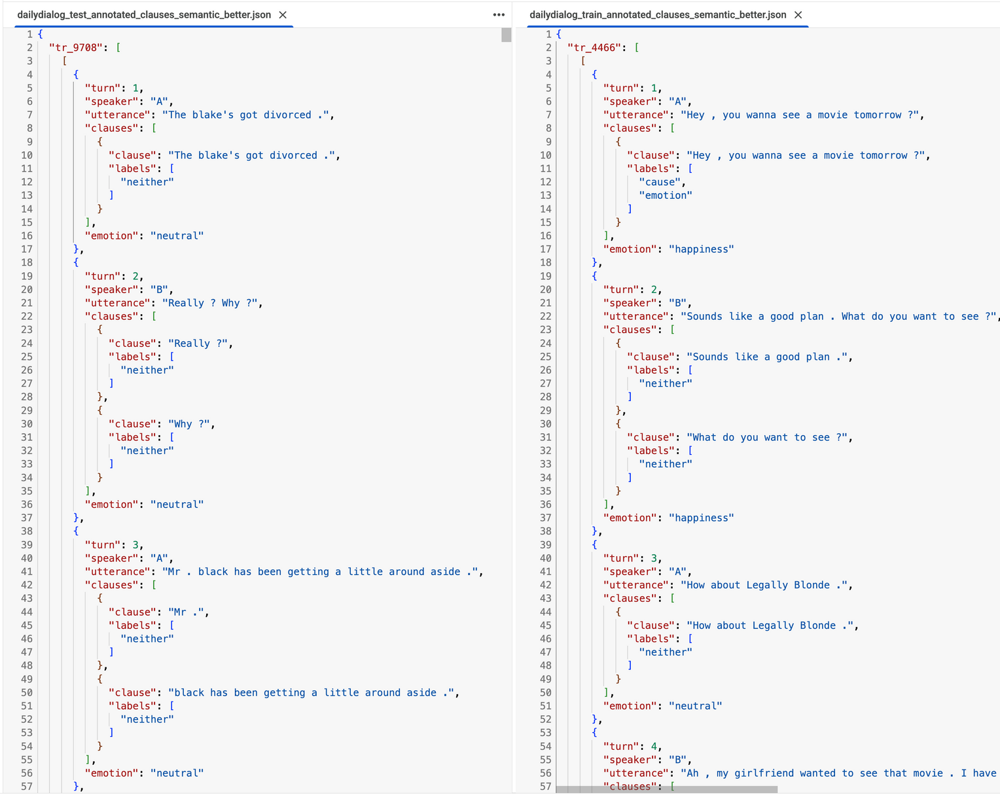 dailydialog_test_annotated_clauses_semantic_better.json
1 {
2 "tr_9708": [
3 [
4 {
5 "turn": 1,
6 "speaker": "A",
7 "utterance": "The blake's got divorced .",
8 "clauses": [
9 {
10 "clause": "The blake's got divorced .",
11 "labels": [
12 "neither"
13 ]
14 }
15 ],
16 "emotion": "neutral"
17 },
18 {
19 "turn": 2,
20 "speaker": "B",
21 "utterance": "Really ? Why ?",
22 "clauses": [
23 {
24 "clause": "Really ?",
25 "labels": [
26 "neither"
27 ]
28 },
29 {
30 "clause": "Why ?",
31 "labels": [
32 "neither"
33 ]
34 }
35 ],
36 "emotion": "neutral"
37 },
38 {
39 "turn": 3,
40 "speaker": "A",
41 "utterance": "Mr . black has been getting a little around aside .",
42 "clauses": [
43 {
44 "clause": "Mr .",
45 "labels": [
46 "neither"
47 ]
48 },
49 {
50 "clause": "black has been getting a little around aside .",
51 "labels": [
52 "neither"
53 ]
54 }
55 ],
56 "emotion": "neutral"
57 },
dailydialog_train_annotated_clauses_semantic_better.json
1 {
2 "tr_4466": [
3 [
4 {
5 "turn": 1,
6 "speaker": "A",
7 "utterance": "Hey , you wanna see a movie tomorrow ?",
8 "clauses": [
9 {
10 "clause": "Hey , you wanna see a movie tomorrow ?",
11 "labels": [
12 "cause",
13 "emotion"
14 ]
15 }
16 ],
17 "emotion": "happiness"
18 },
19 {
20 "turn": 2,
21 "speaker": "B",
22 "utterance": "Sounds like a good plan . What do you want to see ?",
23 "clauses": [
24 {
25 "clause": "Sounds like a good plan .",
26 "labels": [
27 "neither"
28 ]
29 },
30 {
31 "clause": "What do you want to see ?",
32 "labels": [
33 "neither"
34 ]
35 }
36 ],
37 "emotion": "happiness"
38 },
39 {
40 "turn": 3,
41 "speaker": "A",
42 "utterance": "How about Legally Blonde .",
43 "clauses": [
44 {
45 "clause": "How about Legally Blonde .",
46 "labels": [
47 "neither"
48 ]
49 }
50 ],
51 "emotion": "neutral"
52 },
53 {
54 "turn": 4,
55 "speaker": "B",
56 "utterance": "Ah , my girlfriend wanted to see that movie . I have
57 "clauses": [